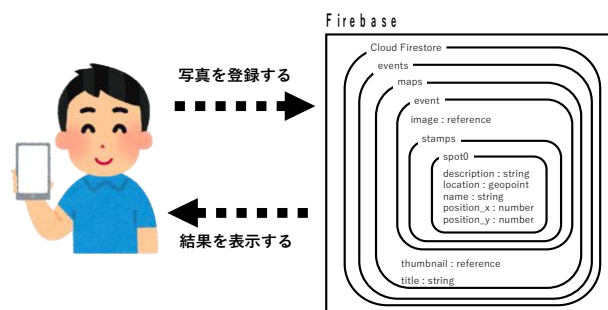 Firebase
Cloud Firestore
events
maps
event
image : reference
stamps
spot0
description : string
location : geopoint
name : string
position_x : number
position_y : number
thumbnail : reference
title : string
写真を登録する
結果を表示する